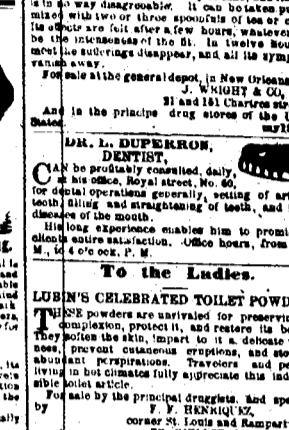 is in no way disagreeable. It can be taken p
mixed with two or three spoonfuls of tea or c
Its effects are felt after a few hours, whatever
be the intenseness of the fit. In twelve hou
most the sufferings disappear, and all its symp
vanish away.
For sale at the general depot, in New Orleans
J. WRIGHT & CO,
21 and 151 Chartres stre
And in the principe drug stores of the U
States.
DR. L. DUPERRON,
DENTIST,
CAN be profitably consulted, daily,
at his office, Royal street, No. 60,
for dental operations generally, setting of art
teeth, filling and straightening of teeth, and
diseases of the mouth.
His long experience enables him to promi
clients entire satisfaction. Office hours, from
M., to 4 o'c ock, P. M.
To the Ladies.
LUBIN'S CELEBRATED TOILET POWD
THESE powders are unrivaled for preservin
complexion, protect it, and restore its b
They soften the skin, impart to it a delicate
ness, prevent cutaneous eruptions, and sto
abundant perspirations. Travelers and pe
living in hot climates fully appreciate this ind
sible toilet article.
For sale by the principal druggists. And spe
by
F. F. HENRIQUEZ,
corner St. Louis and Rampart